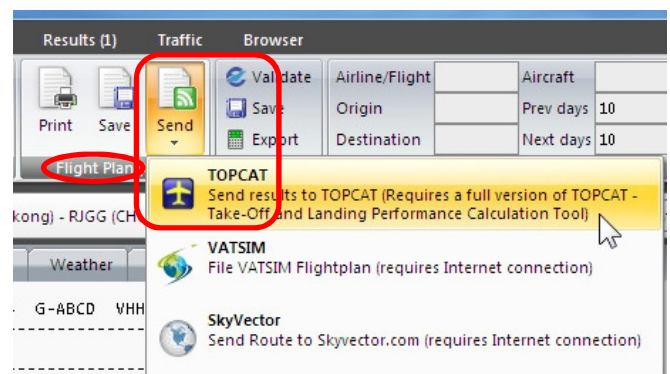 Results (1) Traffic Browser
Validate Airline/Flight Aircraft
Print Save Send Save Origin Prev days 10
Export Destination Next days 10
Flight Plan
TOPCAT
Send results to TOPCAT (Requires a full version of TOPCAT -
Take-Off and Landing Performance Calculation Tool)
kong) - RJGG (CH
VATSIM
File VATSIM Flightplan (requires Internet connection)
Weather
G-ABCD VHH
SkyVector
Send Route to Skyvector.com (requires Internet connection)